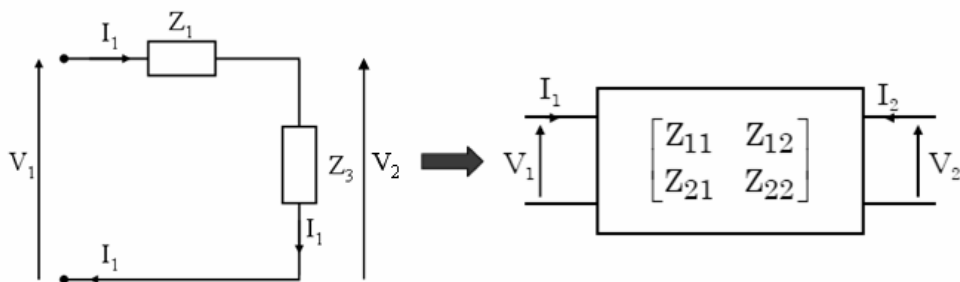 I₁
Z₁
V₁
Z₃
V₂
I₁
I₁
I₁
I₂
V₁
Z₁₁ Z₁₂
Z₂₁ Z₂₂
V₂